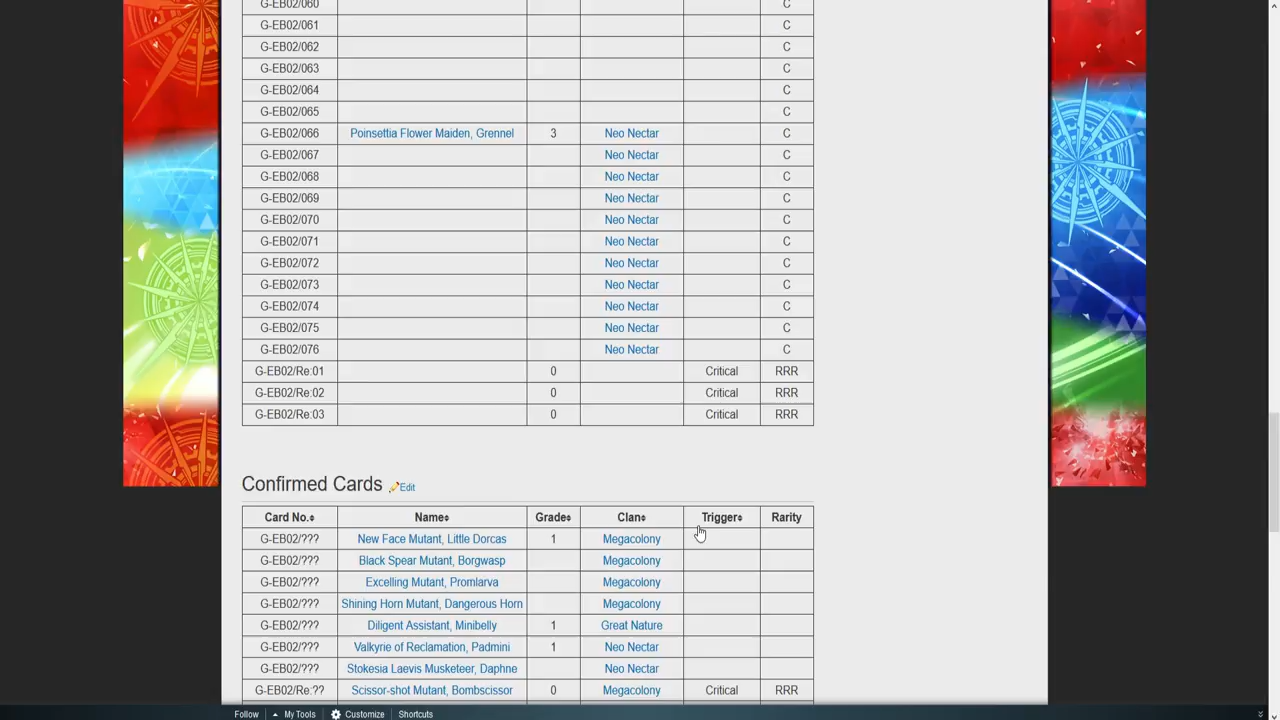 G-EB02/060 C
G-EB02/061 C
G-EB02/062 C
G-EB02/063 C
G-EB02/064 C
G-EB02/065 C
G-EB02/066 Poinsettia Flower Maiden, Grennel 3 Neo Nectar C
G-EB02/067 Neo Nectar C
G-EB02/068 Neo Nectar C
G-EB02/069 Neo Nectar C
G-EB02/070 Neo Nectar C
G-EB02/071 Neo Nectar C
G-EB02/072 Neo Nectar C
G-EB02/073 Neo Nectar C
G-EB02/074 Neo Nectar C
G-EB02/075 Neo Nectar C
G-EB02/076 Neo Nectar C
G-EB02/Re:01 0 Critical RRR
G-EB02/Re:02 0 Critical RRR
G-EB02/Re:03 0 Critical RRR
Confirmed Cards Edit
Card No. Name Grade Clan Trigger Rarity
G-EB02/??? New Face Mutant, Little Dorcas 1 Megacolony
G-EB02/??? Black Spear Mutant, Borgwasp Megacolony
G-EB02/??? Excelling Mutant, Promlarva Megacolony
G-EB02/??? Shining Horn Mutant, Dangerous Horn Megacolony
G-EB02/??? Diligent Assistant, Minibelly 1 Great Nature
G-EB02/??? Valkyrie of Reclamation, Padmini 1 Neo Nectar
G-EB02/??? Stokesia Laevis Musketeer, Daphne Neo Nectar
G-EB02/Re:?? Scissor-shot Mutant, Bombscissor 0 Megacolony Critical RRR
Follow My Tools Customize Shortcuts